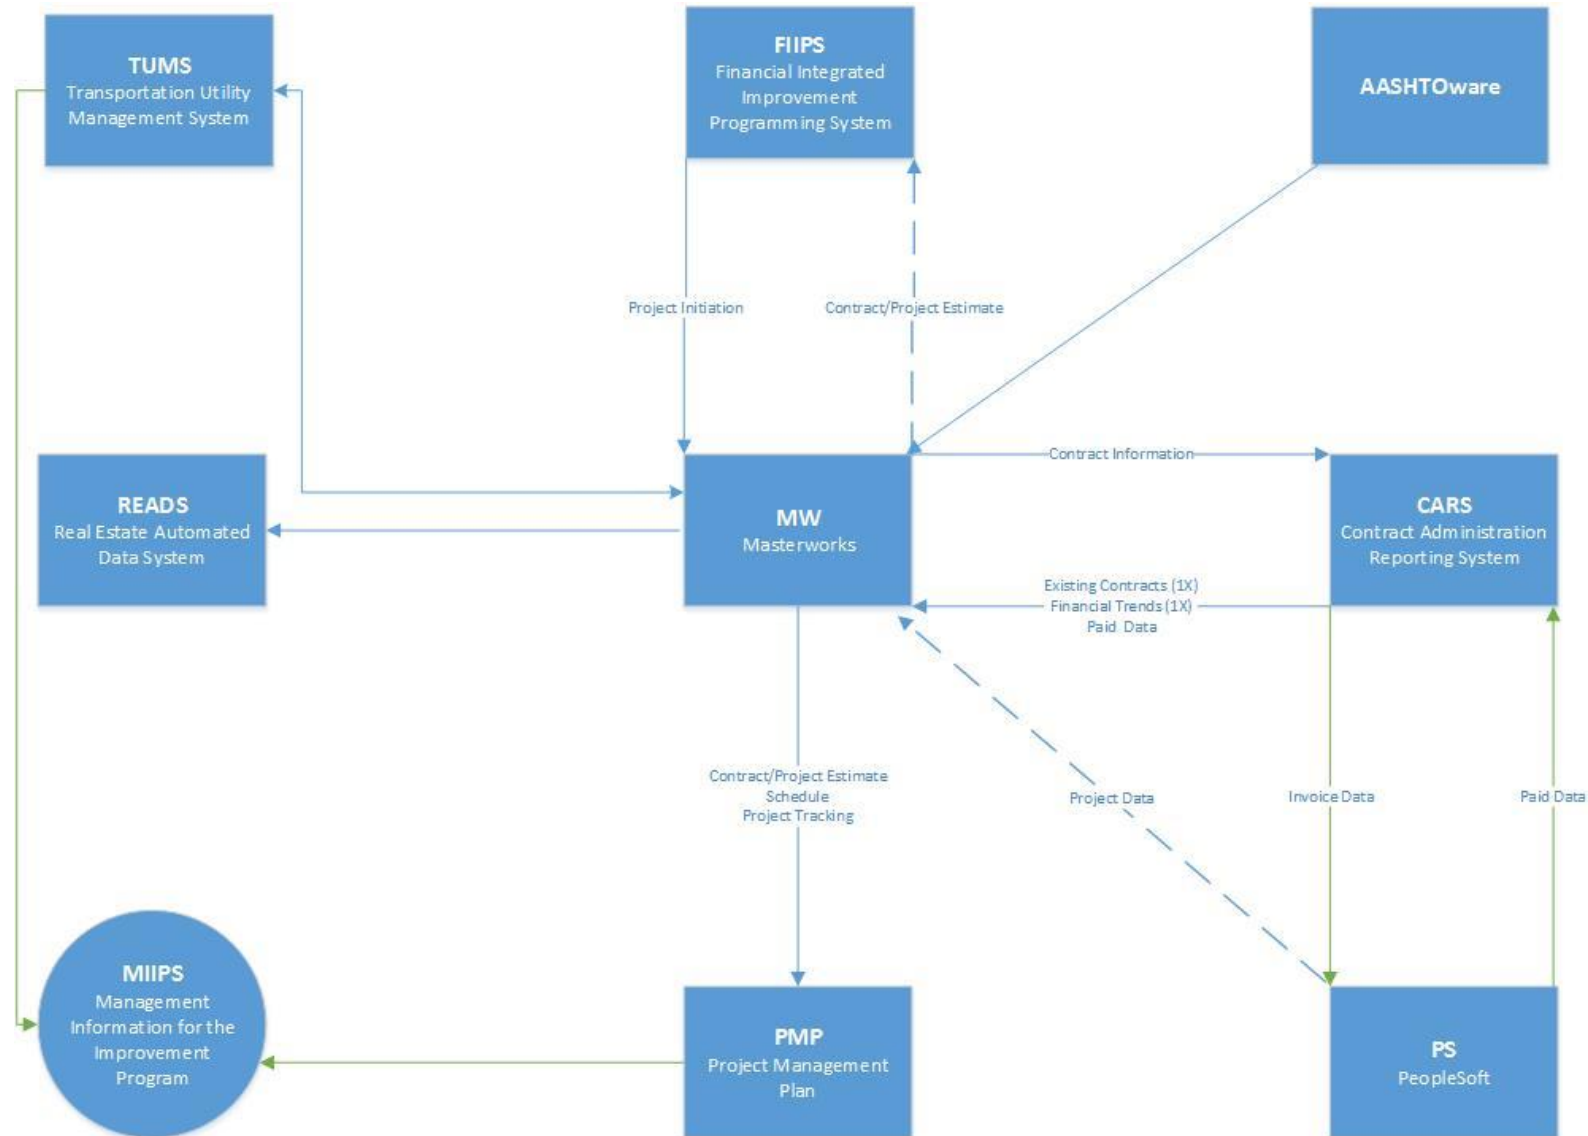 TUMS
Transportation Utility
Management System
FIIPS
Financial Integrated
Improvement
Programming System
AASHTOware
Project Initiation
Contract/Project Estimate
READS
Real Estate Automated
Data System
MW
Masterworks
Contract Information
CARS
Contract Administration
Reporting System
Existing Contracts (1X)
Financial Trends (1X)
Paid Data
Contract/Project Estimate
Schedule
Project Tracking
Project Data
Invoice Data
Paid Data
MIIPS
Management
Information for the
Improvement
Program
PMP
Project Management
Plan
PS
PeopleSoft